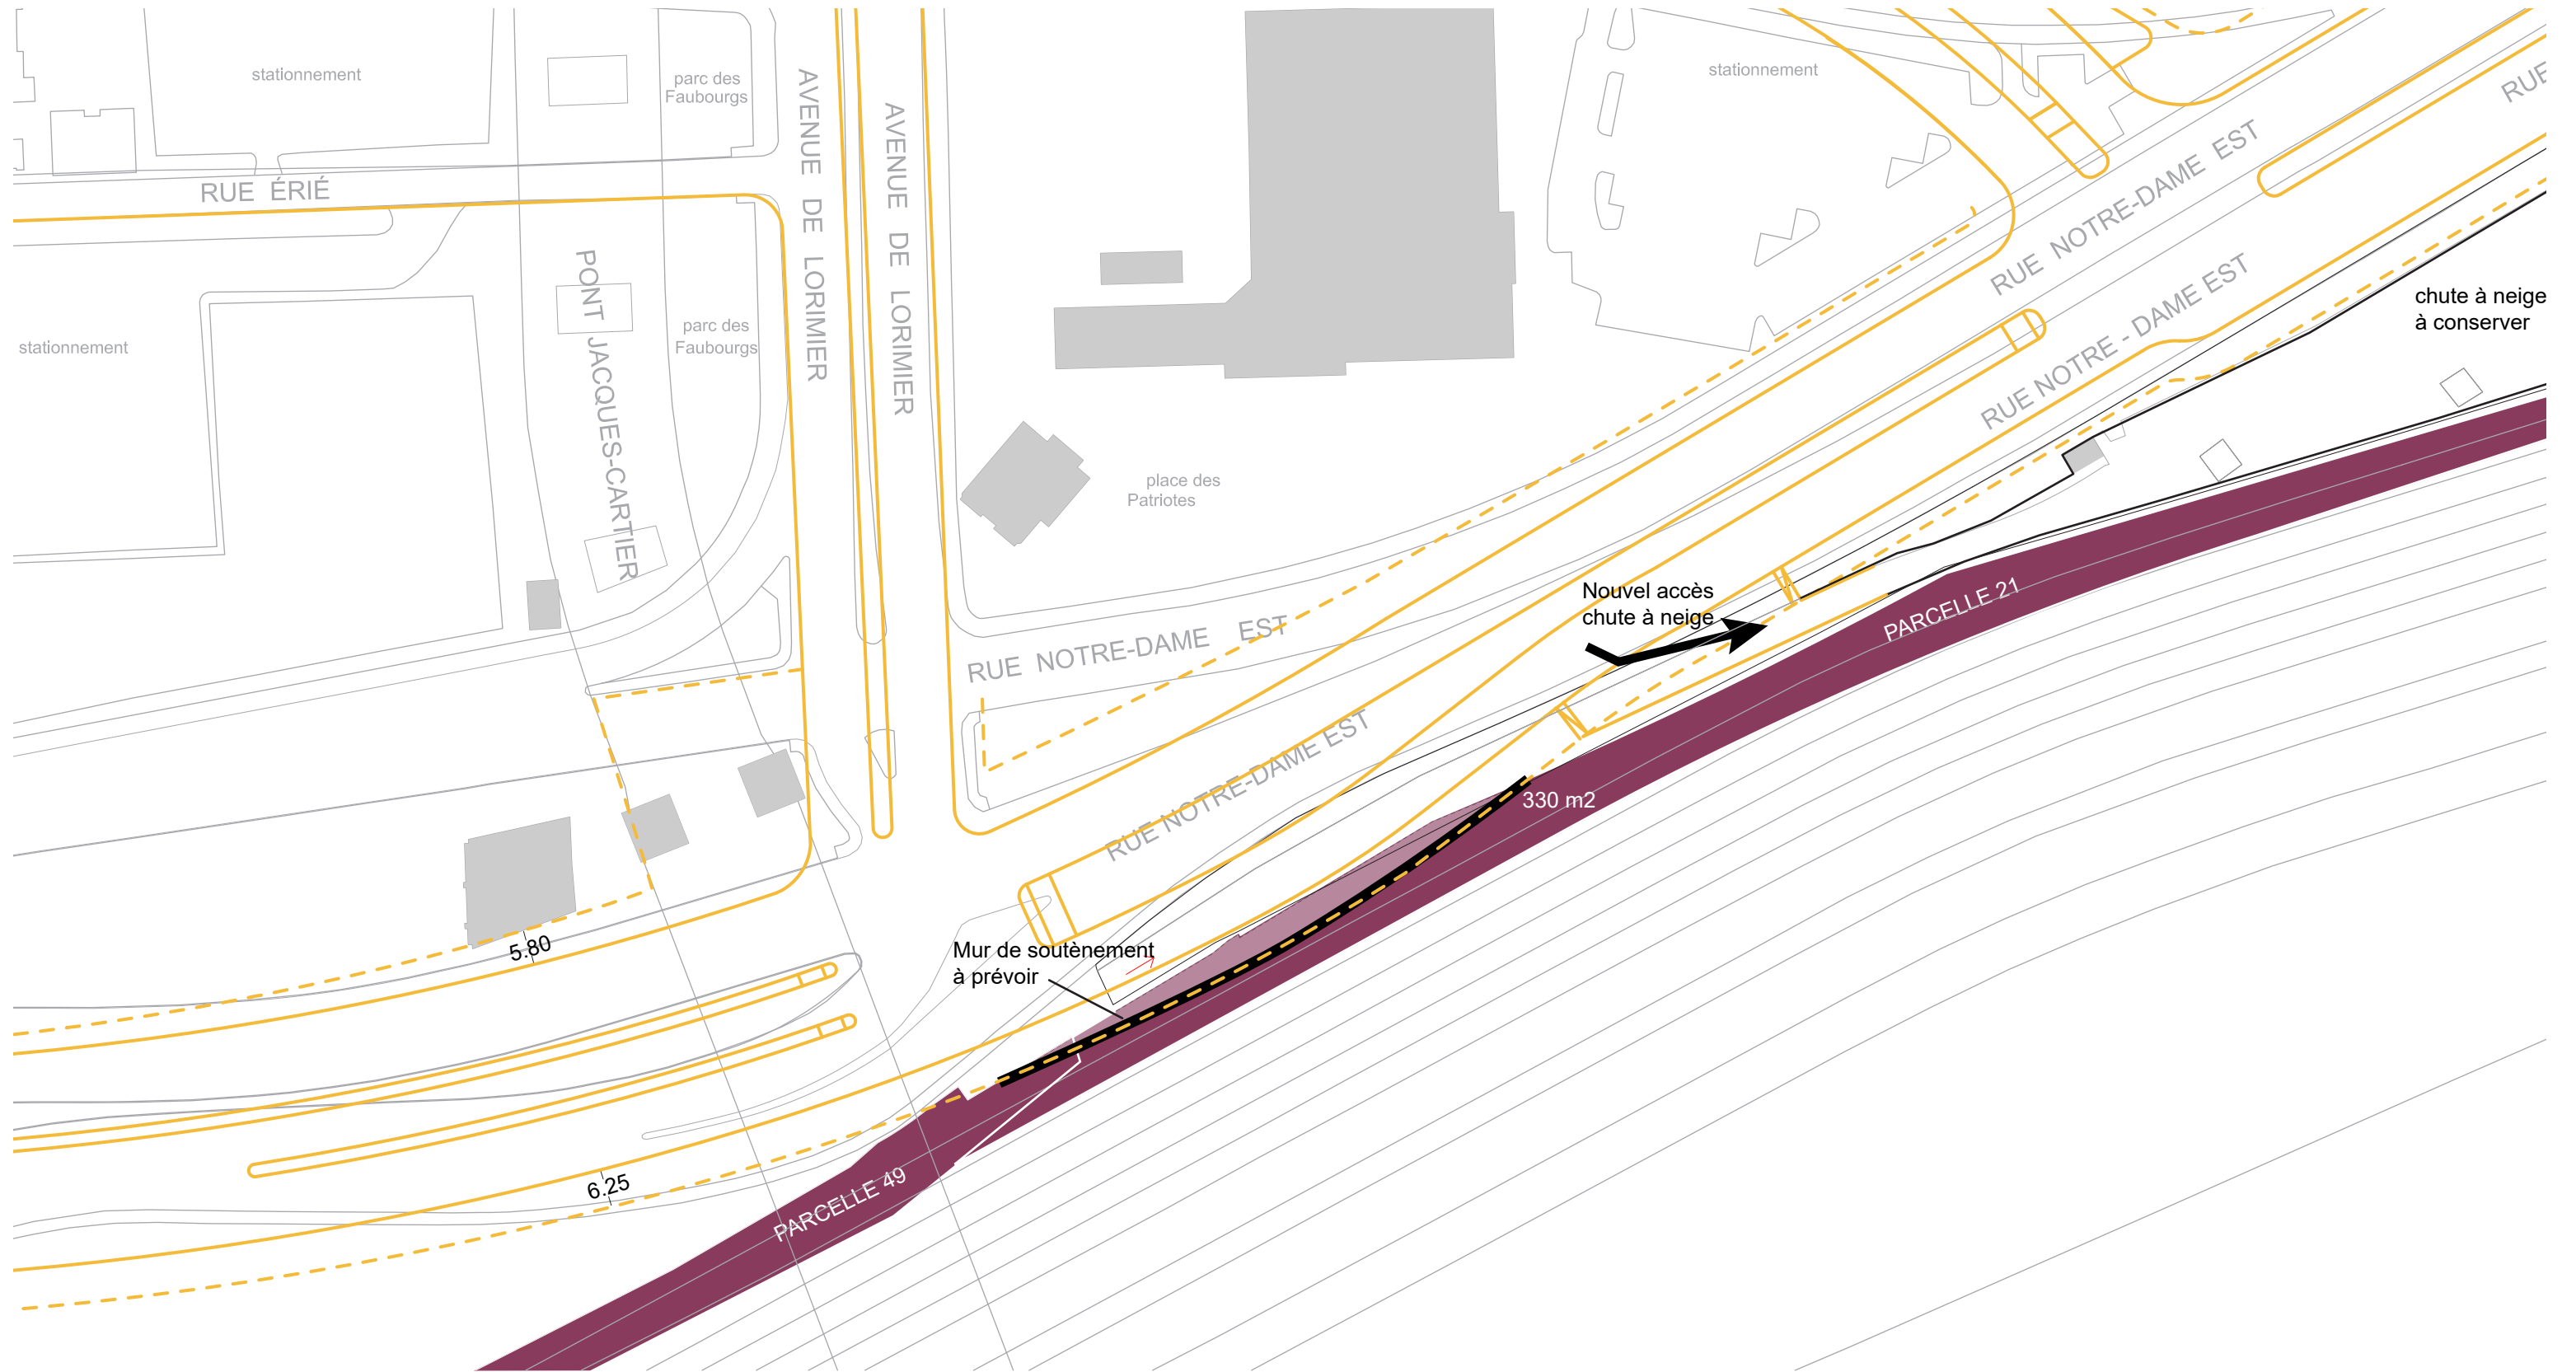 stationnement
parc des
Faubourgs
RUE ÉRIÉ
AVENUE DE LORIMIER
AVENUE DE LORIMIER
stationnement
RUE
RUE NOTRE-DAME EST
RUE NOTRE - DAME EST
chute à neige
à conserver
stationnement
PONT JACQUES-CARTIER
parc des
Faubourgs
place des
Patriotes
Nouvel accès
chute à neige
PARCELLE 21
RUE NOTRE-DAME EST
RUE NOTRE-DAME EST
330 m2
Mur de soutènement
à prévoir
5.80
6.25
PARCELLE 49